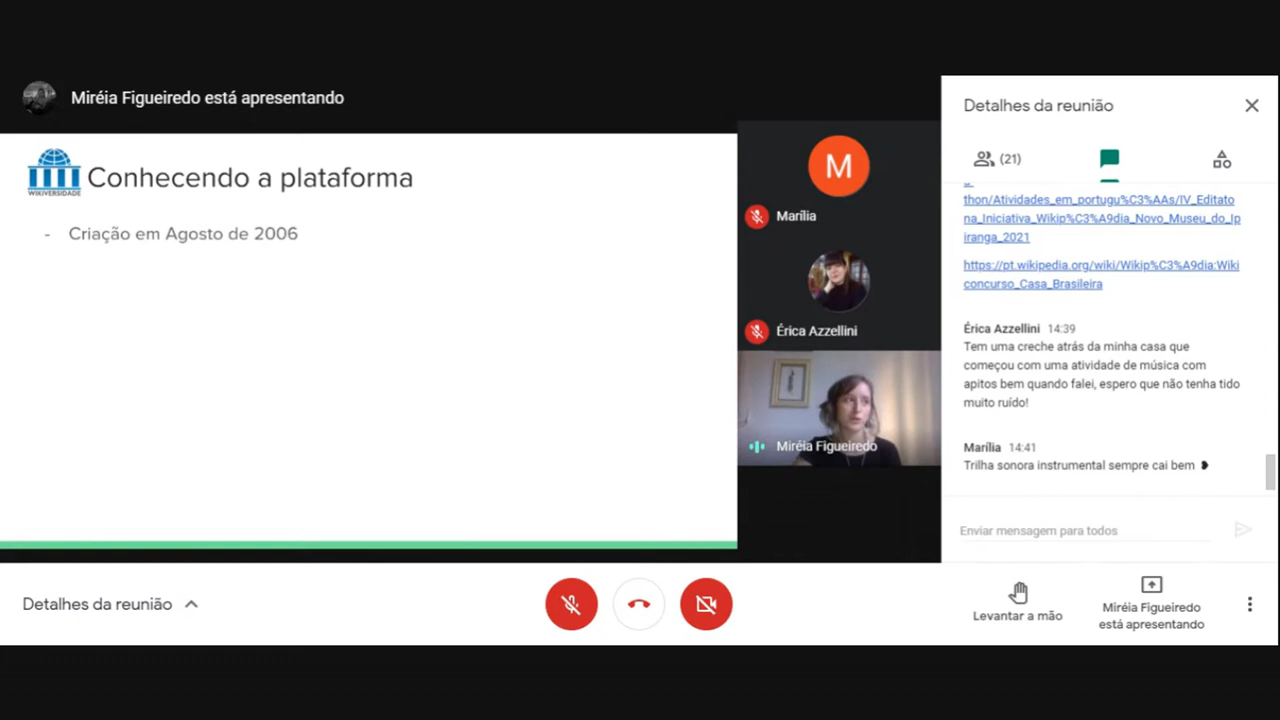 Miréia Figueiredo está apresentando
WIKIVERSIDADE
Conhecendo a plataforma
- Criação em Agosto de 2006
M
Marília
Érica Azzellini
Miréia Figueiredo
Detalhes da reunião
(21)
thon/Atividades_em_portugu%C3%AAs/IV_Editato
na_Iniciativa_Wikip%C3%A9dia_Novo_Museu_do_Ip
iranga_2021
https://pt.wikipedia.org/wiki/Wikip%C3%A9dia:Wiki
concurso_Casa_Brasileira
Érica Azzellini 14:39
Tem uma creche atrás da minha casa que
começou com uma atividade de música com
apitos bem quando falei, espero que não tenha tido
muito ruído!
Marília 14:41
Trilha sonora instrumental sempre cai bem ❥
Enviar mensagem para todos
Detalhes da reunião
Levantar a mão
Miréia Figueiredo
está apresentando